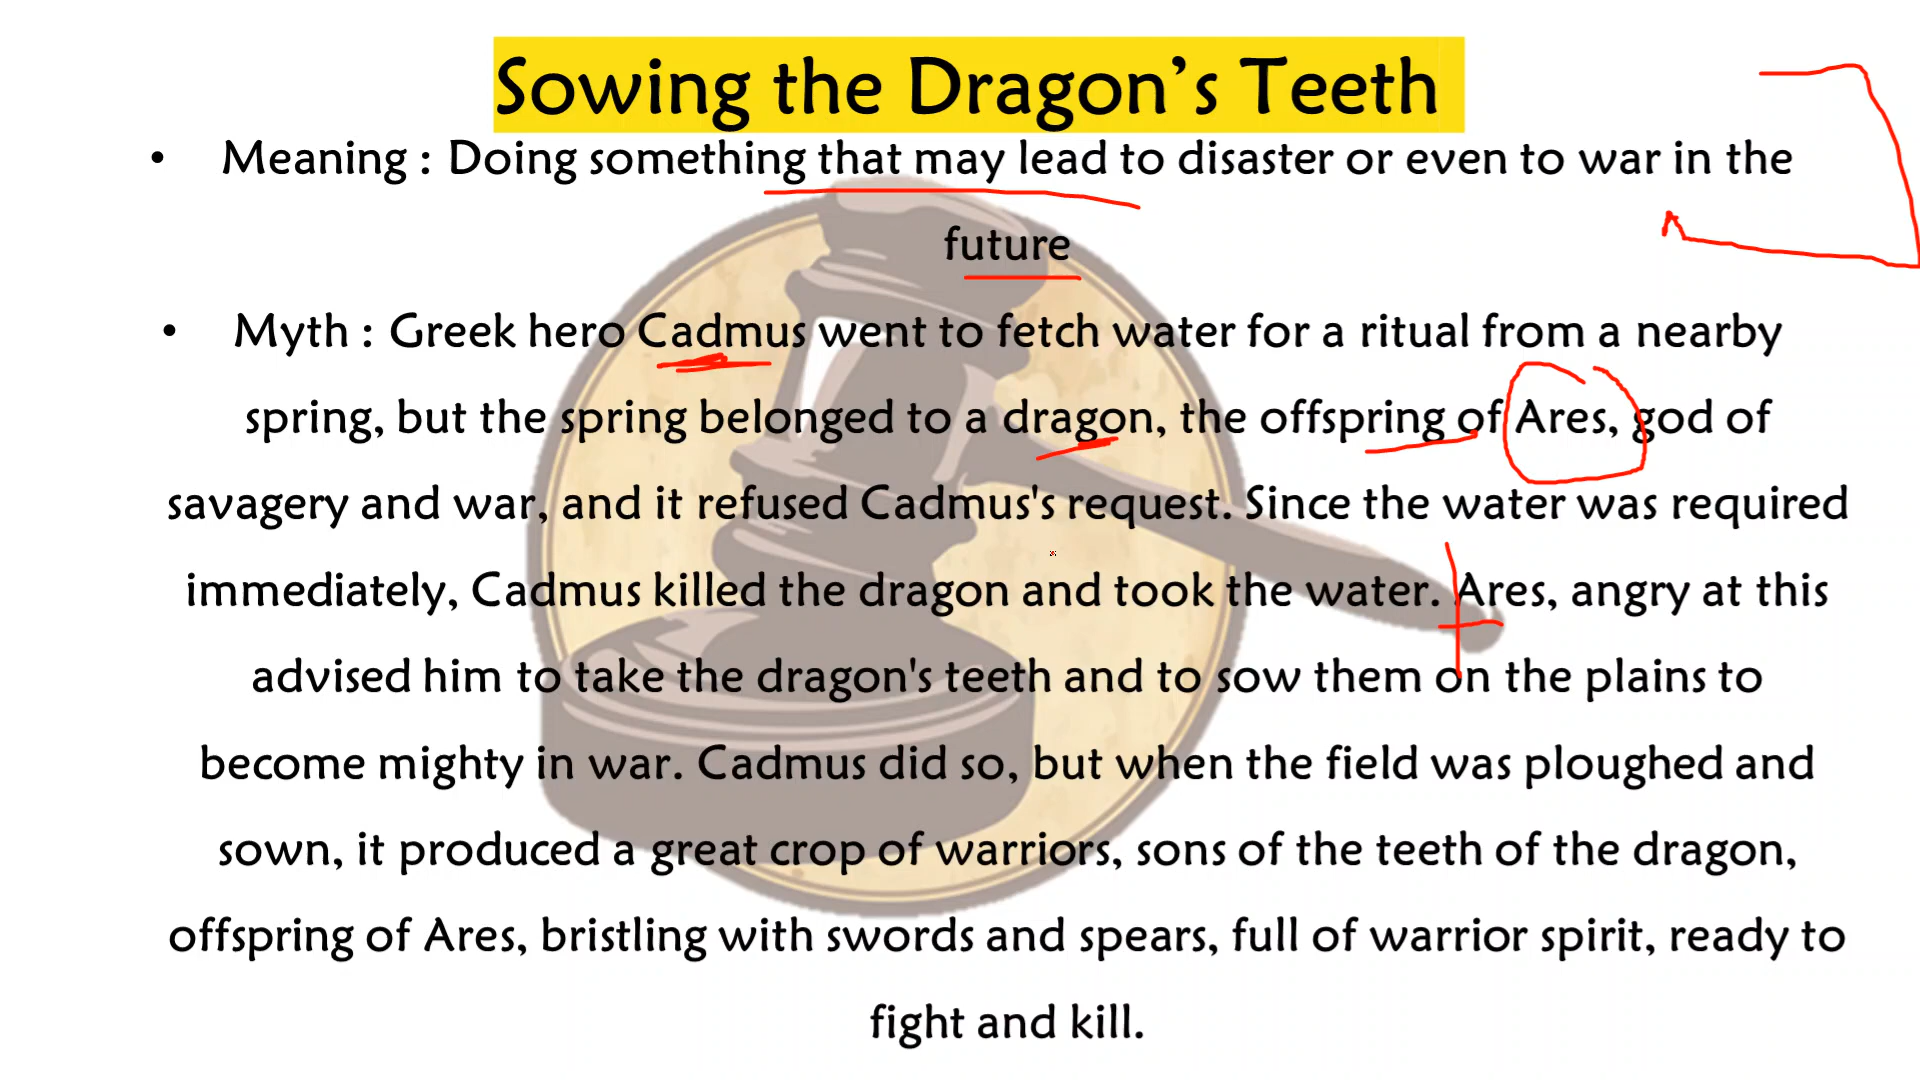 Sowing the Dragon’s Teeth
• Meaning : Doing something that may lead to disaster or even to war in the
future
• Myth : Greek hero Cadmus went to fetch water for a ritual from a nearby
spring, but the spring belonged to a dragon, the offspring of Ares, god of
savagery and war, and it refused Cadmus's request. Since the water was required
immediately, Cadmus killed the dragon and took the water. Ares, angry at this
advised him to take the dragon's teeth and to sow them on the plains to
become mighty in war. Cadmus did so, but when the field was ploughed and
sown, it produced a great crop of warriors, sons of the teeth of the dragon,
offspring of Ares, bristling with swords and spears, full of warrior spirit, ready to
fight and kill.